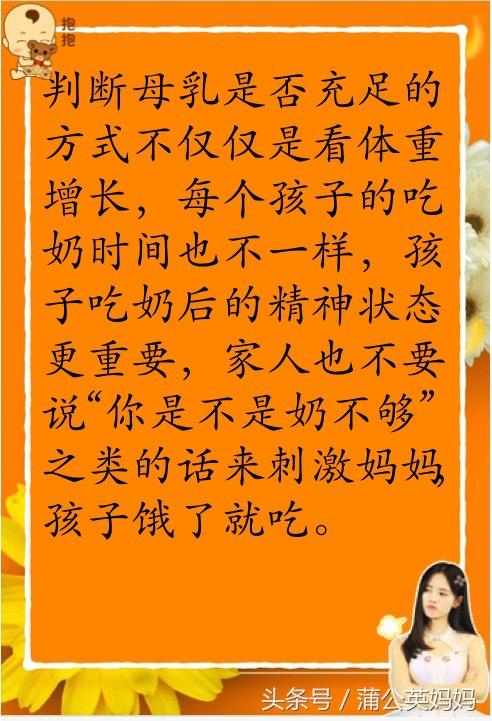 抱抱
判断母乳是否充足的
方式不仅仅是看体重
增长，每个孩子的吃
奶时间也不一样，孩
子吃奶后的精神状态
更重要，家人也不要
说“你是不是奶不够”
之类的话来刺激妈妈，
孩子饿了就吃。
头条号 / 蒲公英妈妈